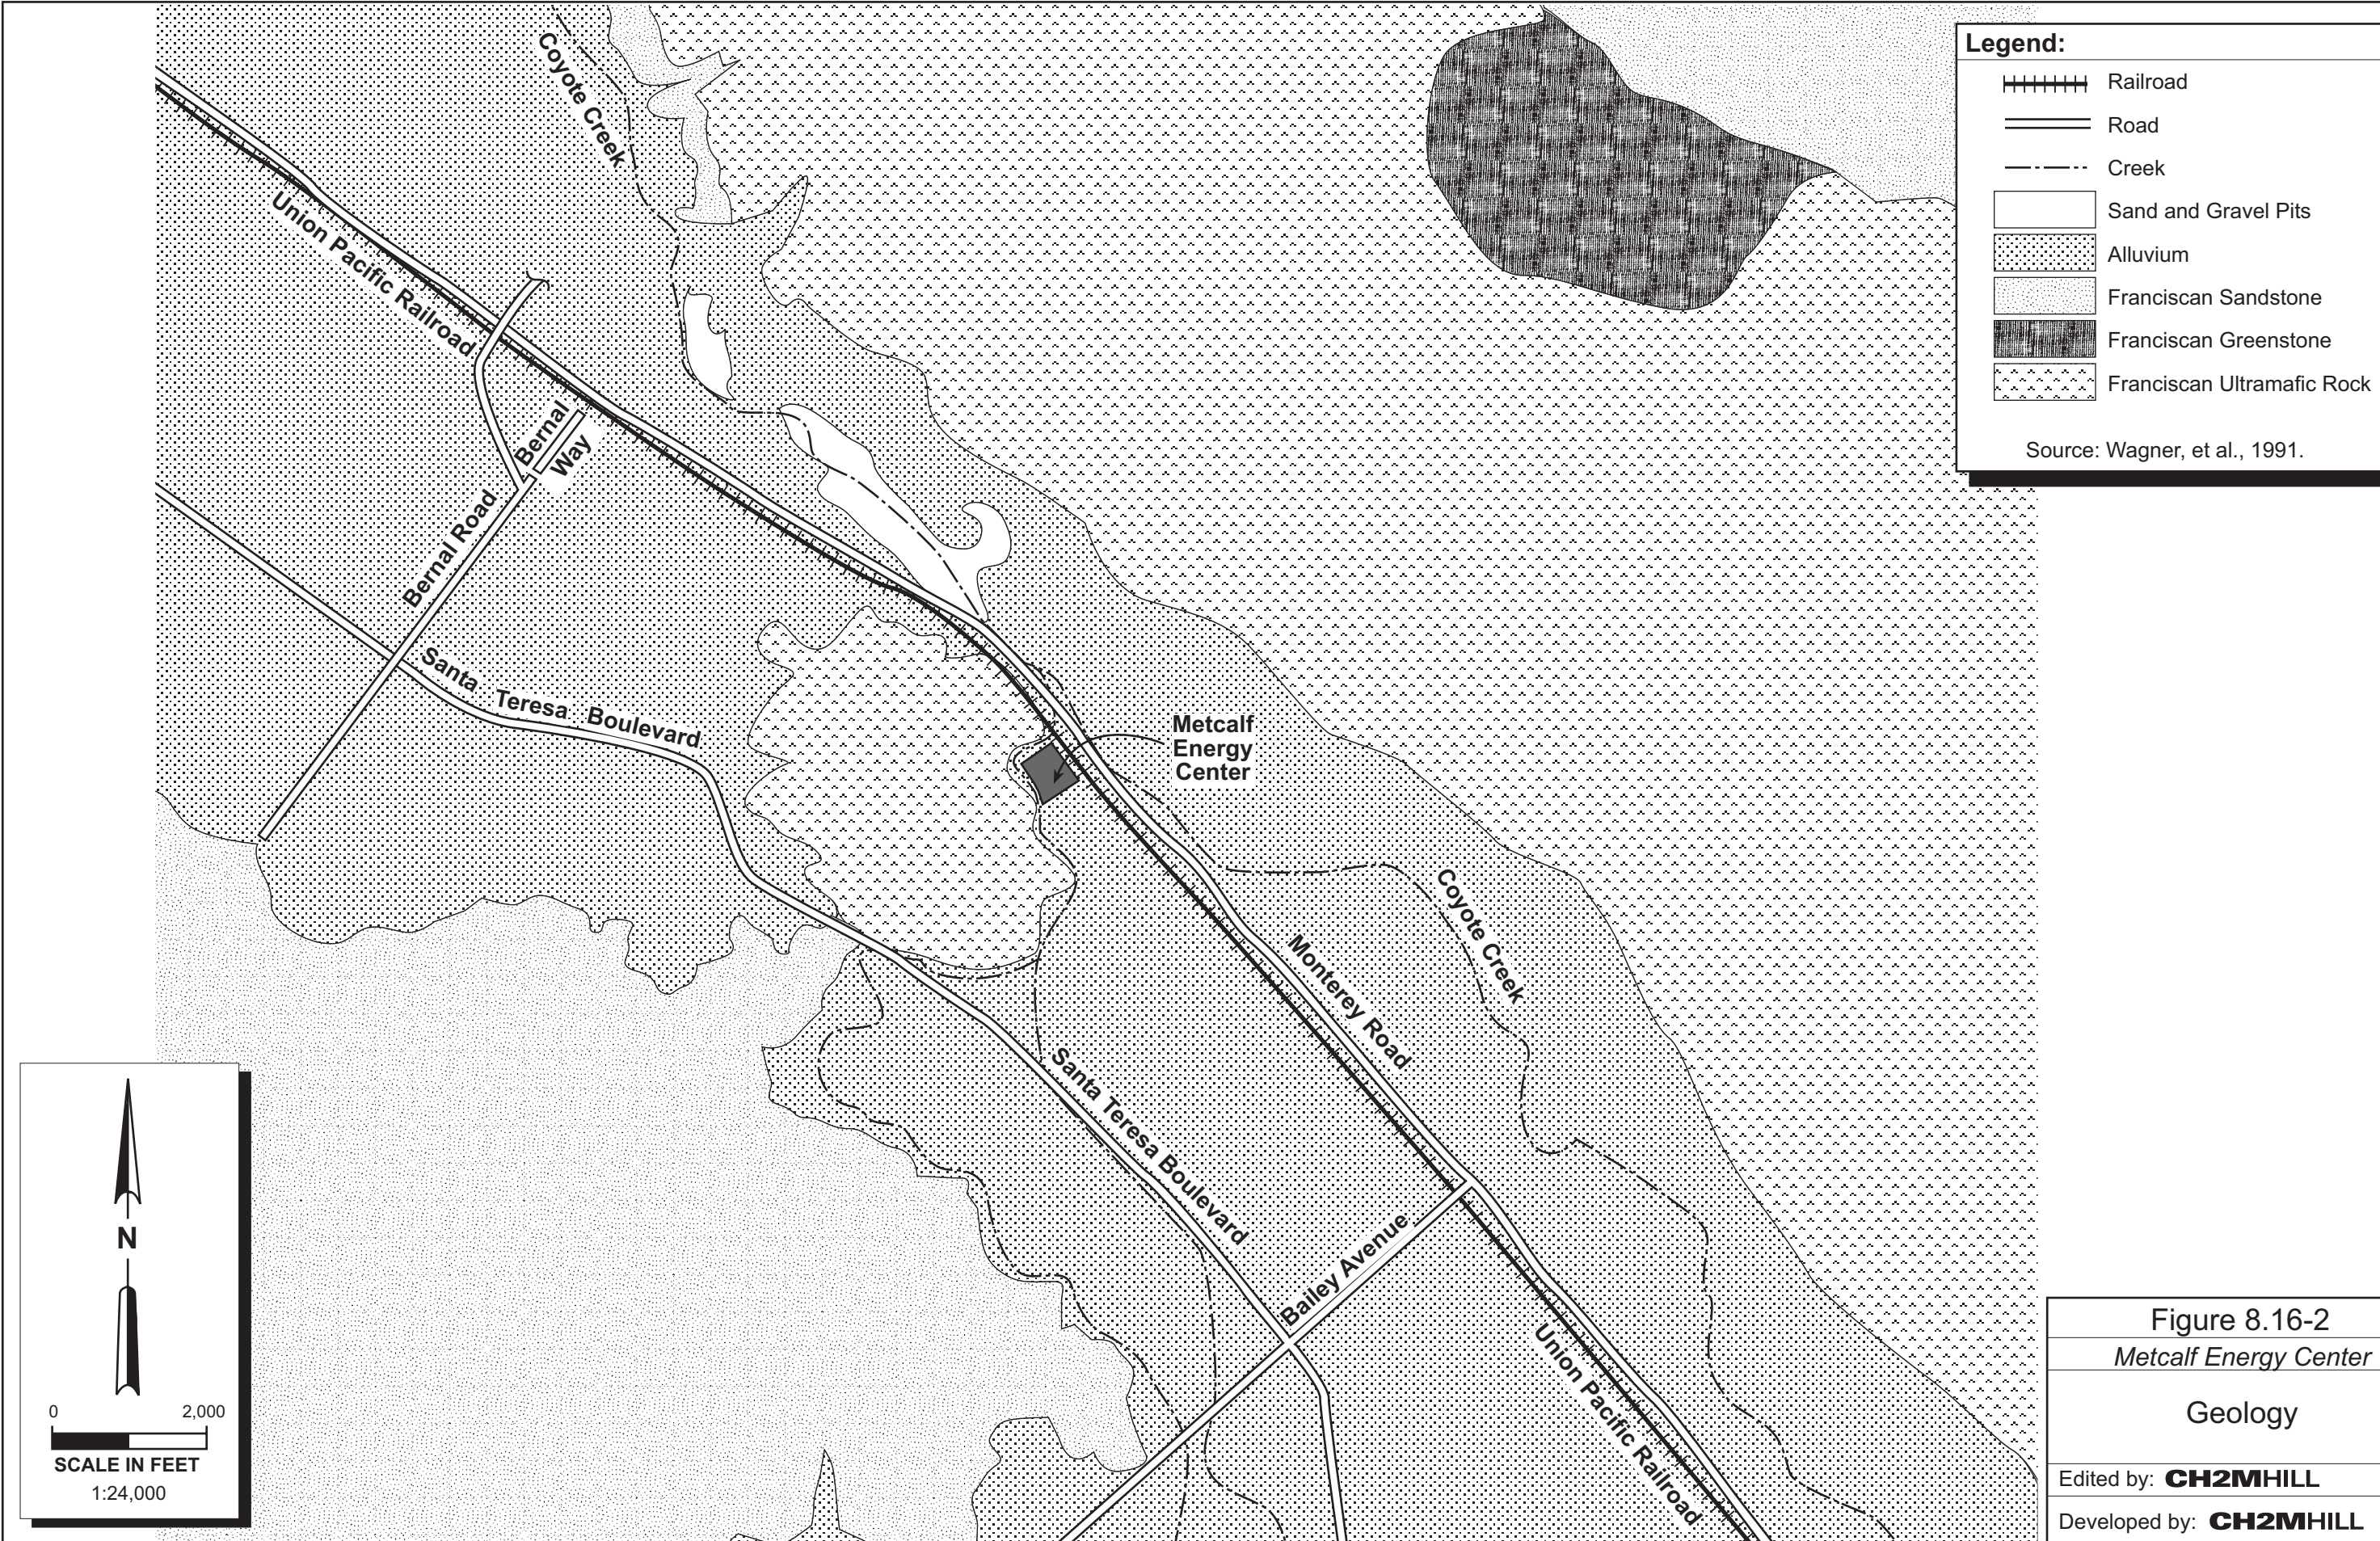 Legend:
Railroad
Road
Creek
Sand and Gravel Pits
Alluvium
Franciscan Sandstone
Franciscan Greenstone
Franciscan Ultramafic Rock
Source: Wagner, et al., 1991.
Coyote Creek
Union Pacific Railroad
Bernal
Way
Bernal Road
Santa Teresa Boulevard
Metcalf
Energy
Center
Coyote Creek
Monterey Road
Santa Teresa Boulevard
Bailey Avenue
Union Pacific Railroad
N
0 2,000
SCALE IN FEET
1:24,000
Figure 8.16-2
Metcalf Energy Center
Geology
Edited by: CH2MHILL
Developed by: CH2MHILL